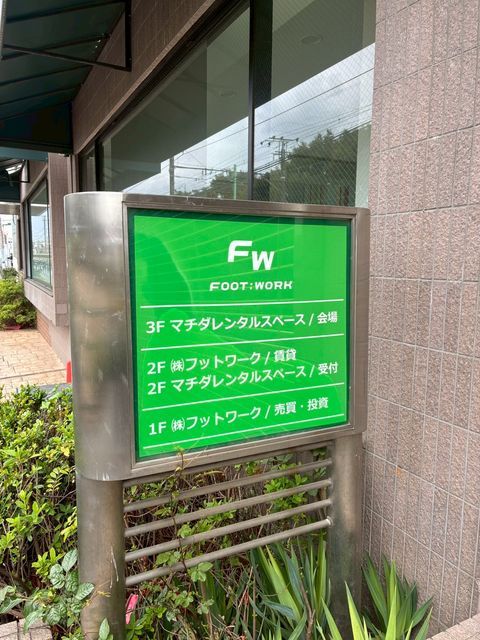 FW
FOOT:WORK
3F マチダレンタルスペース / 会場
2F ㈱フットワーク / 賃貸
2F マチダレンタルスペース / 受付
1F ㈱フットワーク / 売買・投資